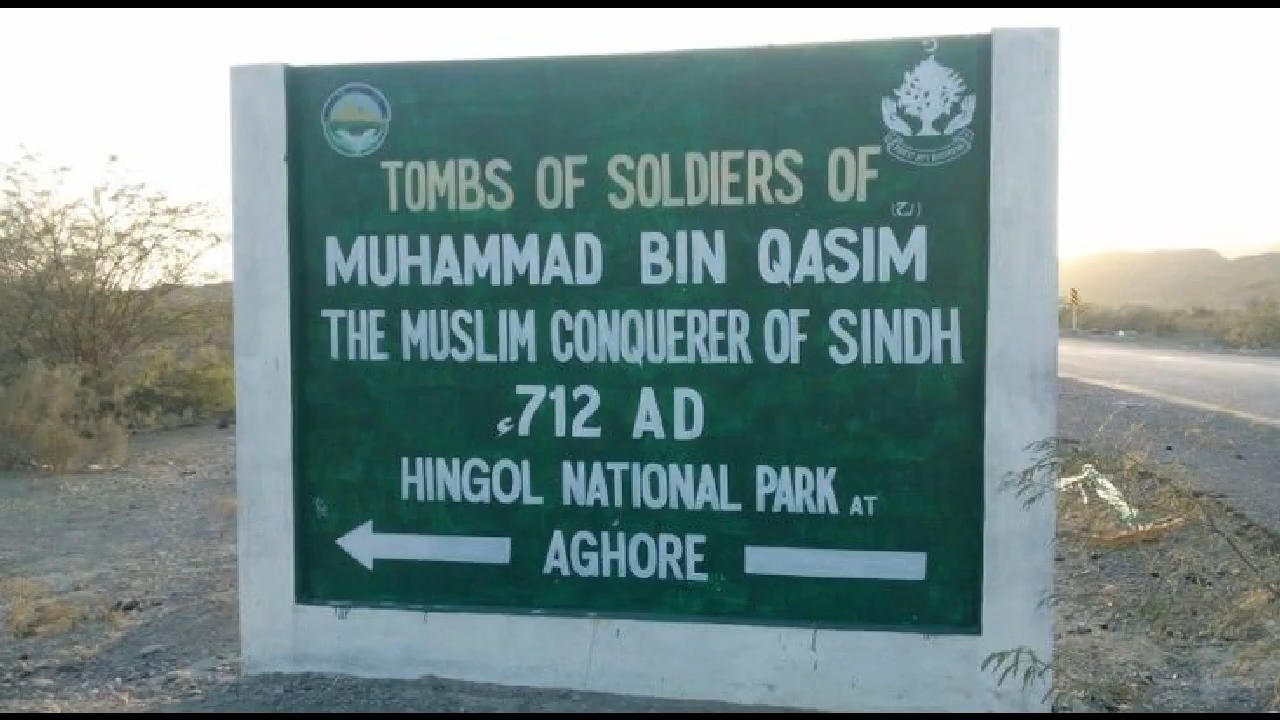 TOMBS OF SOLDIERS OF
MUHAMMAD BIN QASIM
THE MUSLIM CONQUERER OF SINDH
712 AD
HINGOL NATIONAL PARK AT
AGHORE